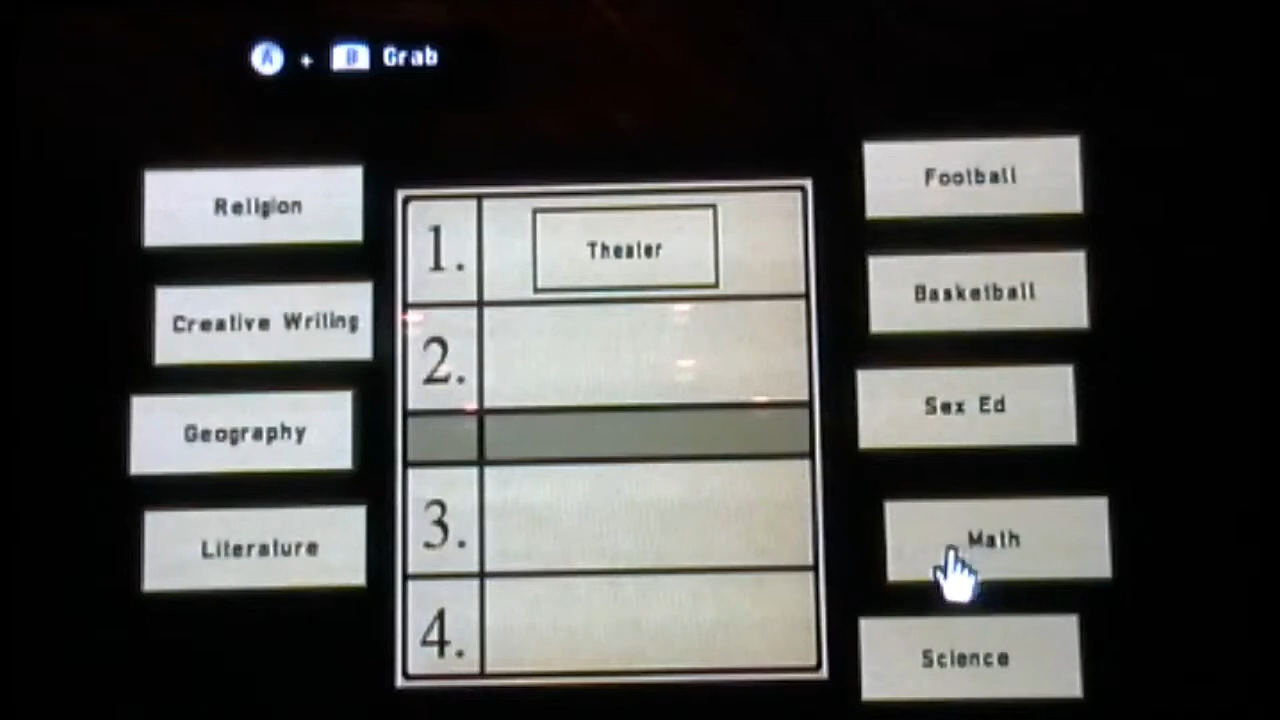 A + B Grab
Religion
Creative Writing
Geography
Literature
1. Theater
2.
3.
4.
Football
Basketball
Sex Ed
Math
Science